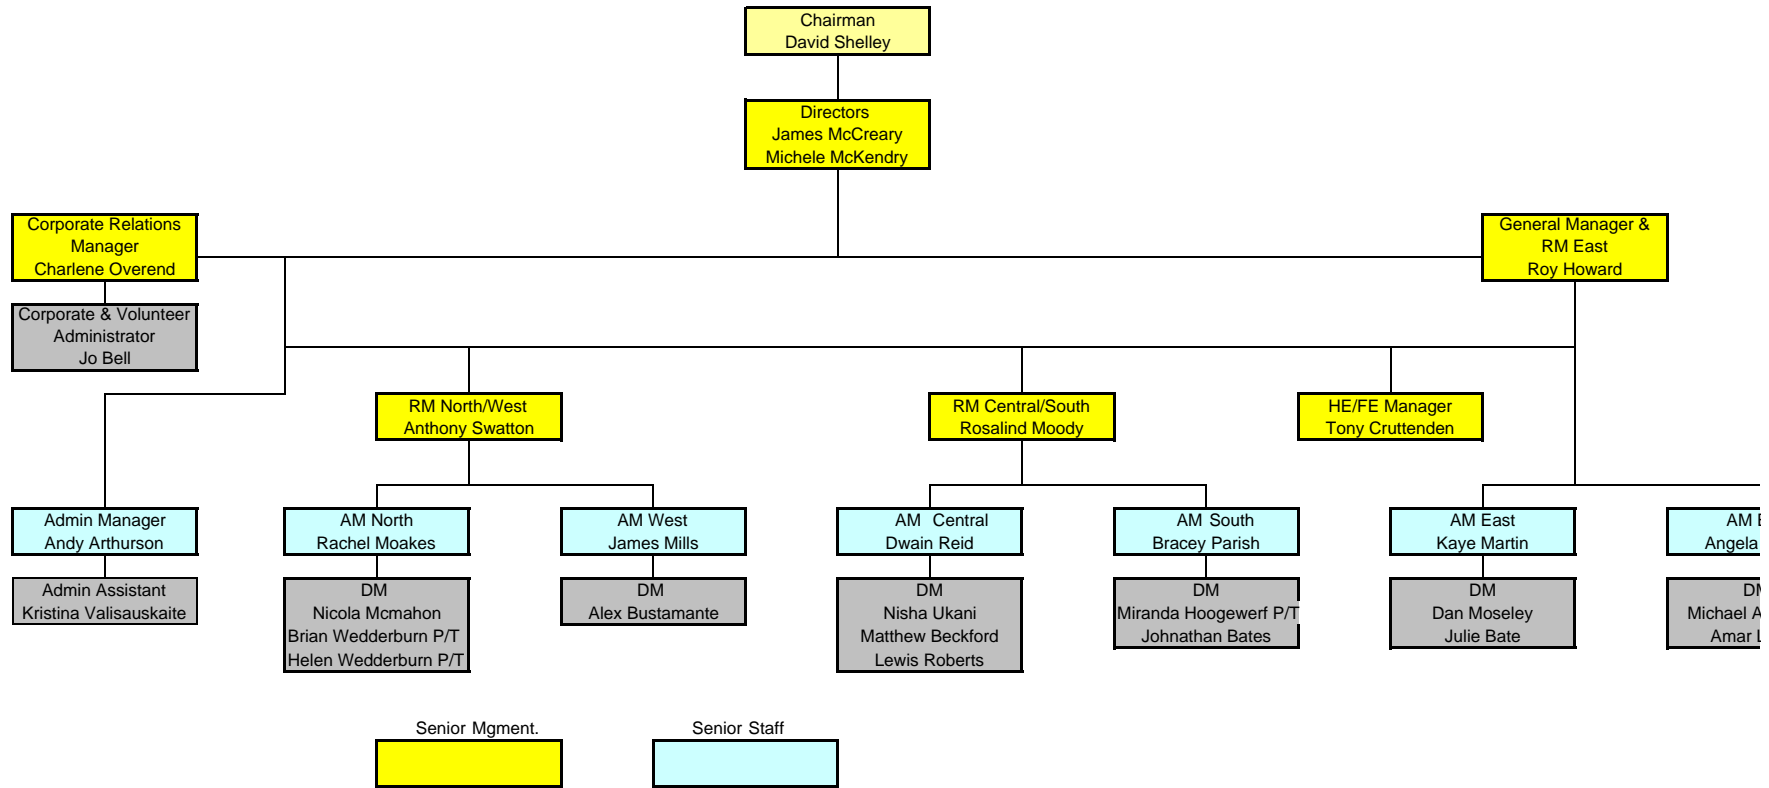 Chairman
David Shelley
Directors
James McCreary
Michele McKendry
Corporate Relations
Manager
Charlene Overend
General Manager &
RM East
Roy Howard
Corporate & Volunteer
Administrator
Jo Bell
RM North/West
Anthony Swatton
RM Central/South
Rosalind Moody
HE/FE Manager
Tony Cruttenden
Admin Manager
Andy Arthurson
AM North
Rachel Moakes
AM West
James Mills
AM Central
Dwain Reid
AM South
Bracey Parish
AM East
Kaye Martin
AM
Angela
Admin Assistant
Kristina Valisauskaite
DM
Nicola Mcmahon
Brian Wedderburn P/T
Helen Wedderburn P/T
DM
Alex Bustamante
DM
Nisha Ukani
Matthew Beckford
Lewis Roberts
DM
Miranda Hoogewerf P/T
Johnathan Bates
DM
Dan Moseley
Julie Bate
Michael
Amar
Senior Mgment.
Senior Staff